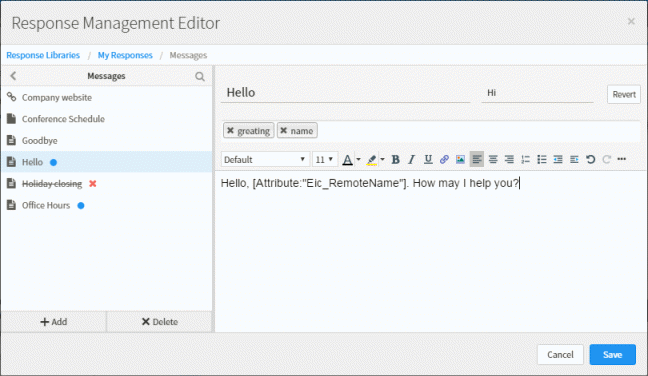 Response Management Editor
×
Response Libraries / My Responses / Messages
Messages
Company website
Conference Schedule
Goodbye
Hello
Holiday closing
Office Hours
Add
Delete
Hello
Hi
Revert
greating
name
Default
11
A
B I U
Hello, [Attribute:"Eic_RemoteName"]. How may I help you?
Cancel
Save